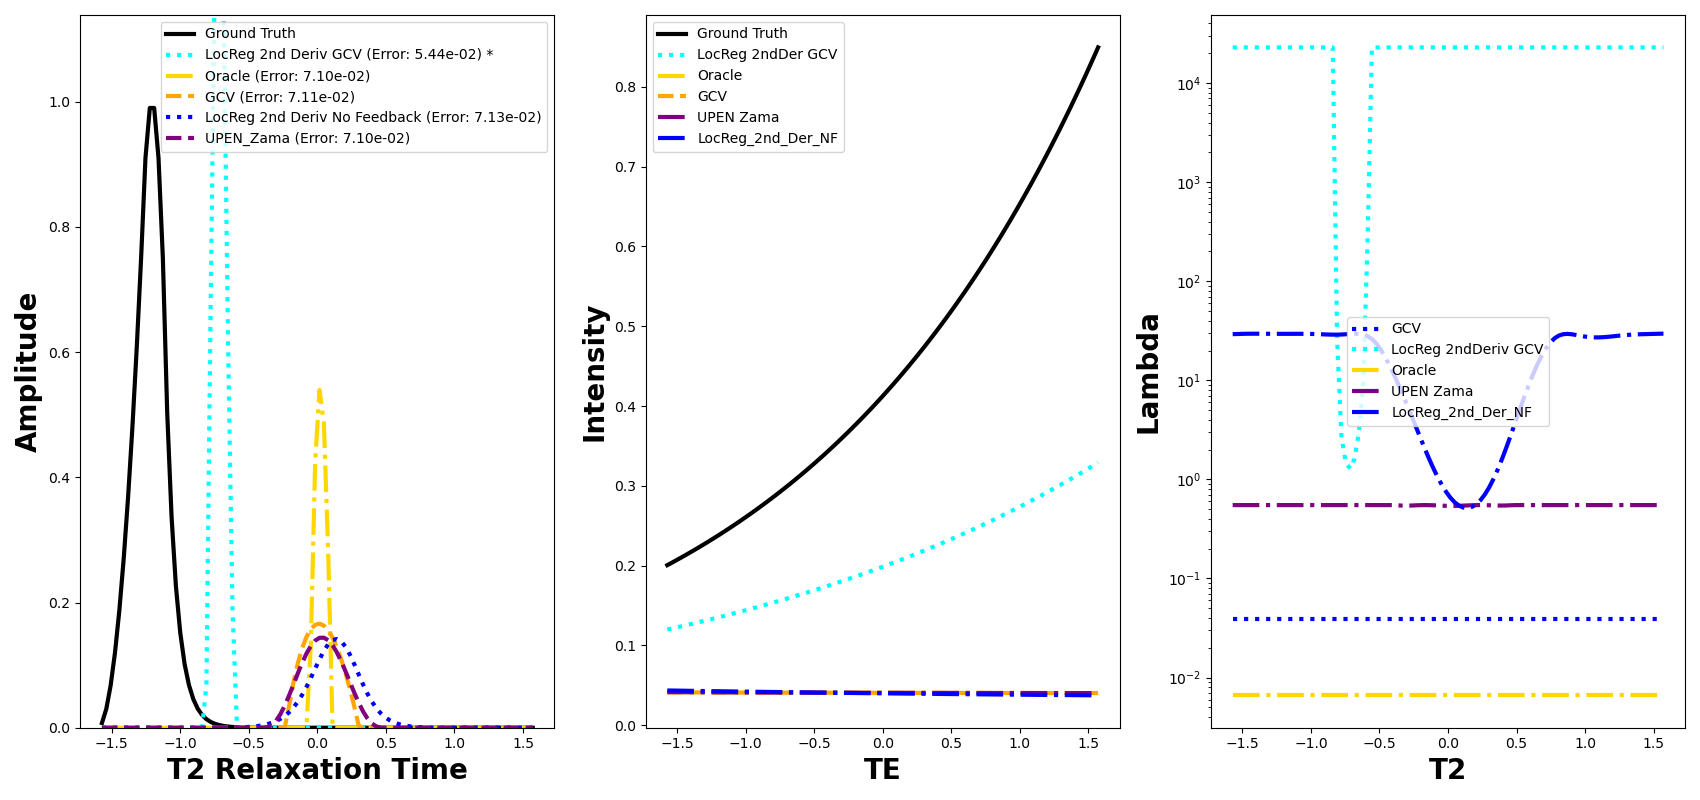 Ground Truth
LocReg 2nd Deriv GCV (Error: 5.44e-02) *
Oracle (Error: 7.10e-02)
GCV (Error: 7.11e-02)
LocReg 2nd Deriv No Feedback (Error: 7.13e-02)
UPEN_Zama (Error: 7.10e-02)
Amplitude
1.0
0.8
0.6
0.4
0.2
0.0
−1.5 −1.0 −0.5 0.0 0.5 1.0 1.5
T2 Relaxation Time
Ground Truth
LocReg 2ndDer GCV
Oracle
GCV
UPEN Zama
LocReg_2nd_Der_NF
Intensity
0.8
0.7
0.6
0.5
0.4
0.3
0.2
0.1
0.0
−1.5 −1.0 −0.5 0.0 0.5 1.0 1.5
TE
GCV
LocReg 2ndDeriv GCV
Oracle
UPEN Zama
LocReg_2nd_Der_NF
Lambda
10⁴
10³
10²
10¹
10⁰
10⁻¹
10⁻²
−1.5 −1.0 −0.5 0.0 0.5 1.0 1.5
T2